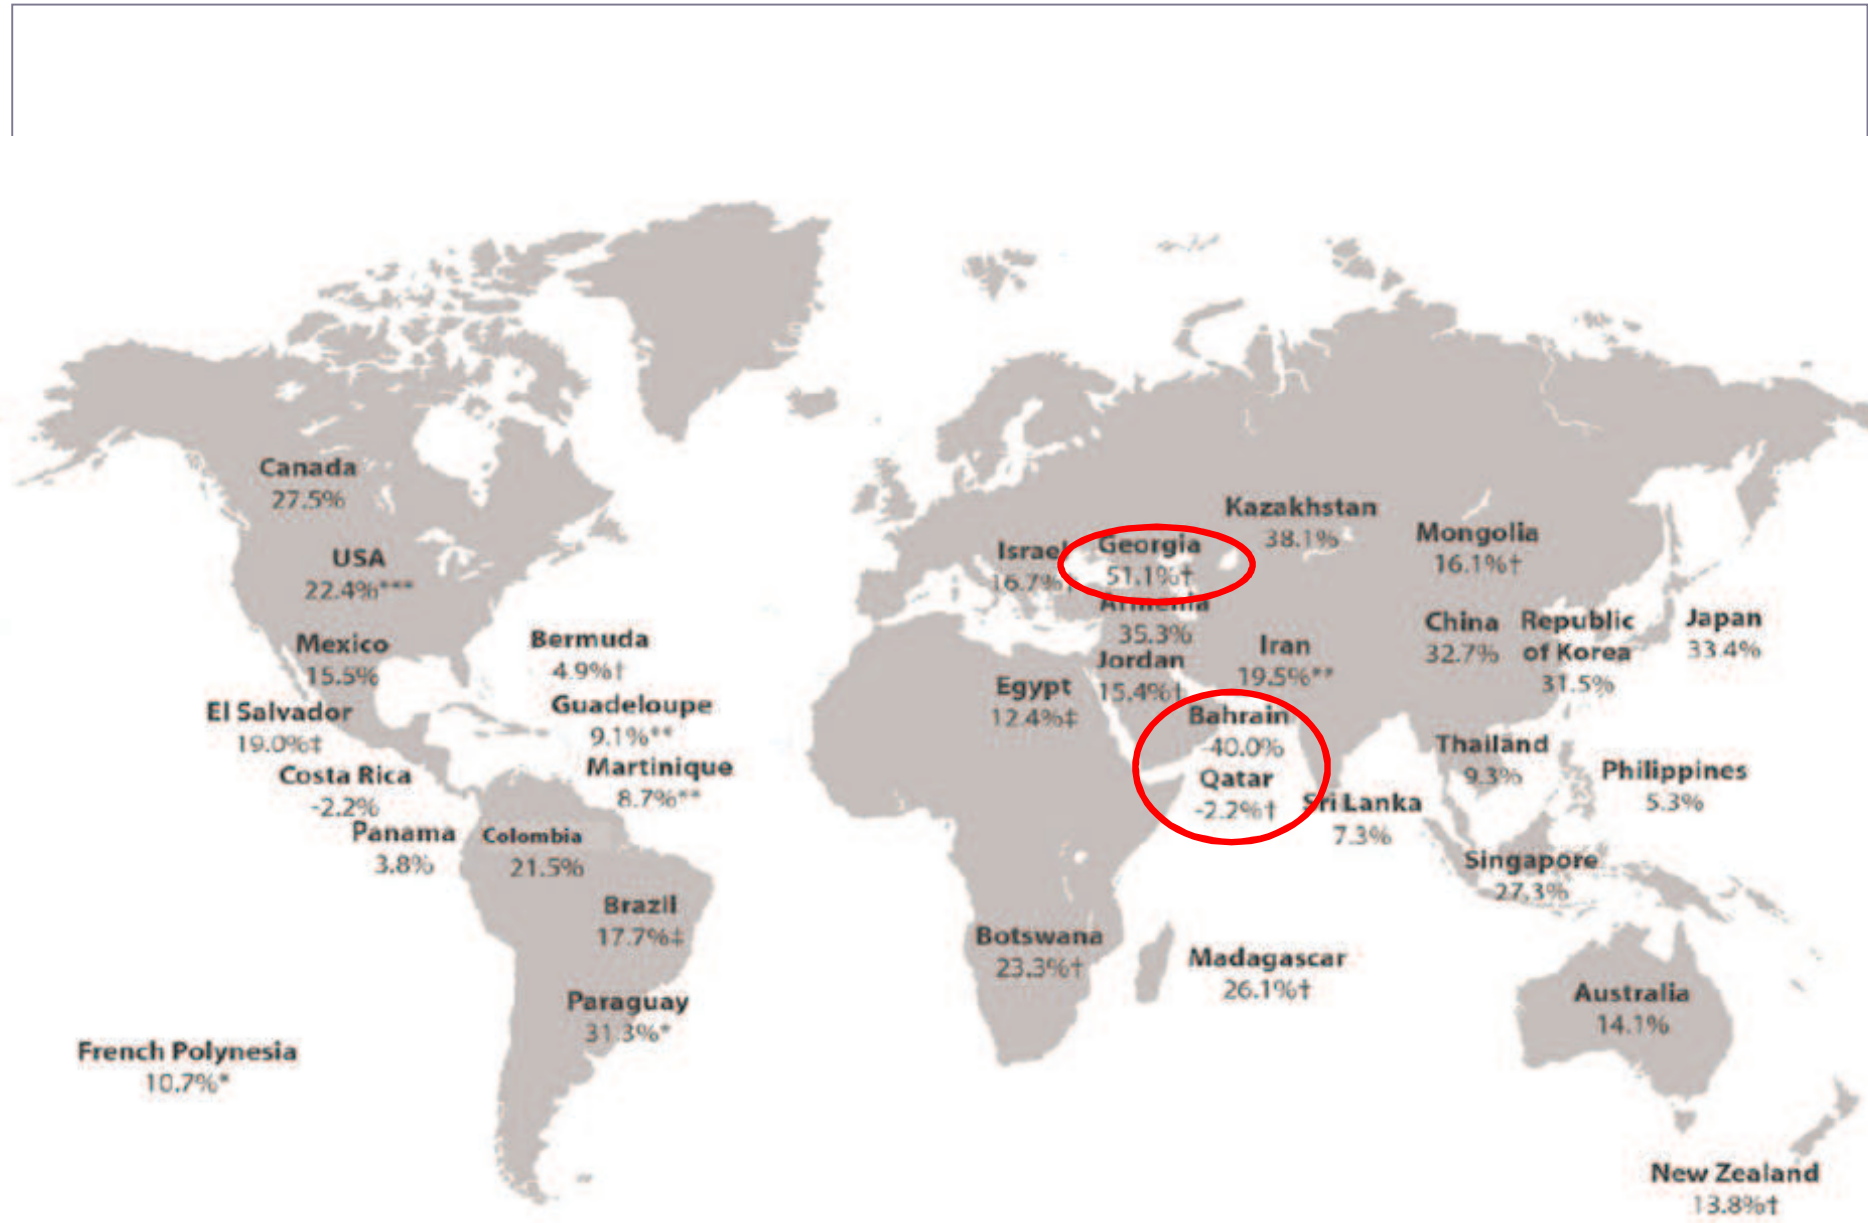 Canada
27.5%
USA
22.4%***
Mexico
15.5%
Bermuda
4.9%†
Guadeloupe
9.1%**
Martinique
8.7%**
El Salvador
19.0%‡
Costa Rica
-2.2%
Panama
3.8%
Colombia
21.5%
Brazil
17.7%‡
Paraguay
31.3%*
French Polynesia
10.7%*
Israel
16.7%
Georgia
51.1%†
Armenia
35.3%
Jordan
15.4%†
Egypt
12.4%‡
Kazakhstan
38.1%
Iran
19.5%**
Bahrain
-40.0%
Qatar
-2.2%†
Mongolia
16.1%†
China
32.7%
Republic
of Korea
31.5%
Japan
33.4%
Thailand
9.3%
Philippines
5.3%
Sri Lanka
7.3%
Singapore
27.3%
Botswana
23.3%†
Madagascar
26.1%†
Australia
14.1%
New Zealand
13.8%†